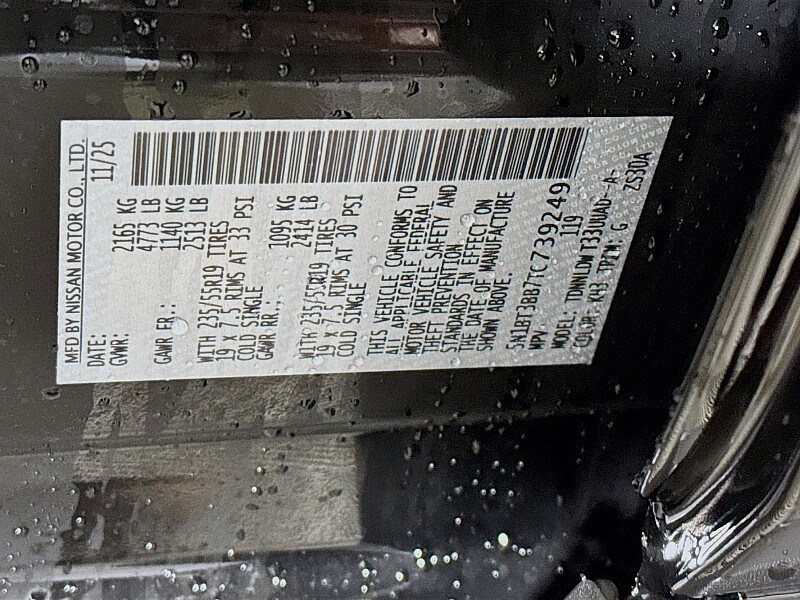 MFD BY NISSAN MOTOR CO., LTD.
DATE: 11/25
GVWR: 2165 KG
4773 LB
GAWR FR.: 1140 KG
2513 LB
WITH 235/55R19 TIRES
19 x 7.5 RIMS AT 33 PSI
COLD SINGLE
GAWR RR.: 1095 KG
2414 LB
WITH 235/55R19 TIRES
19 x 7.5 RIMS AT 30 PSI
COLD SINGLE
THIS VEHICLE CONFORMS TO
ALL APPLICABLE FEDERAL
MOTOR VEHICLE SAFETY AND
THEFT PREVENTION
STANDARDS IN EFFECT ON
THE DATE OF MANUFACTURE
SHOWN ABOVE.
5N1BT3BB7TC739249
MPV 119
MODEL: TDWNLDW T33UUAD--A-
COLOR: KH3 TRIM: G ZS30A